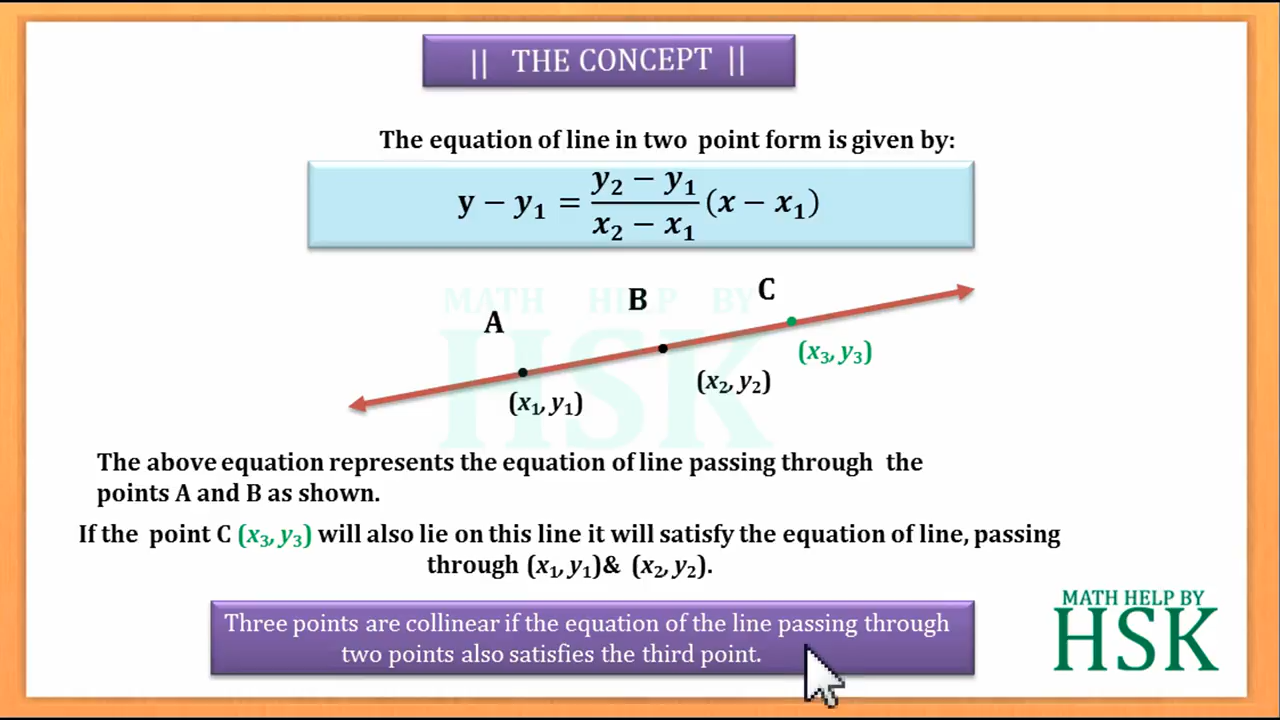 || THE CONCEPT ||
The equation of line in two point form is given by:
y − y₁ = (y₂ − y₁)/(x₂ − x₁) (x − x₁)
MATH HELP BY
HSK
A
B
C
(x₁, y₁)
(x₂, y₂)
(x₃, y₃)
The above equation represents the equation of line passing through the
points A and B as shown.
If the point C (x₃, y₃) will also lie on this line it will satisfy the equation of line, passing
through (x₁, y₁)& (x₂, y₂).
Three points are collinear if the equation of the line passing through
two points also satisfies the third point.
MATH HELP BY
HSK